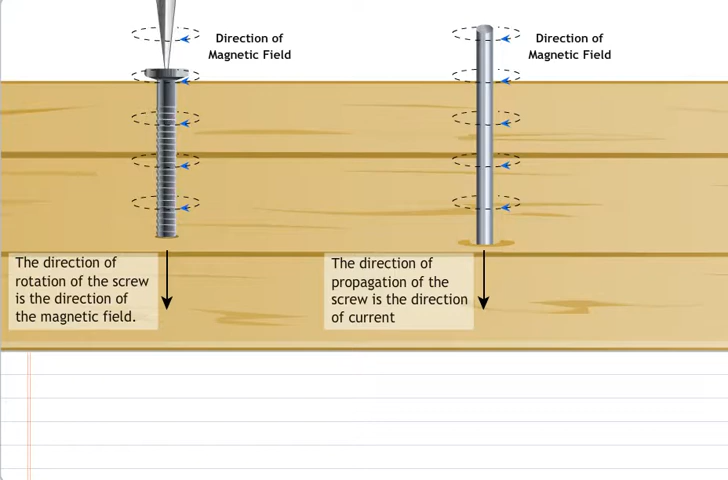 Direction of
Magnetic Field
Direction of
Magnetic Field
The direction of
rotation of the screw
is the direction of
the magnetic field.
The direction of
propagation of the
screw is the direction
of current